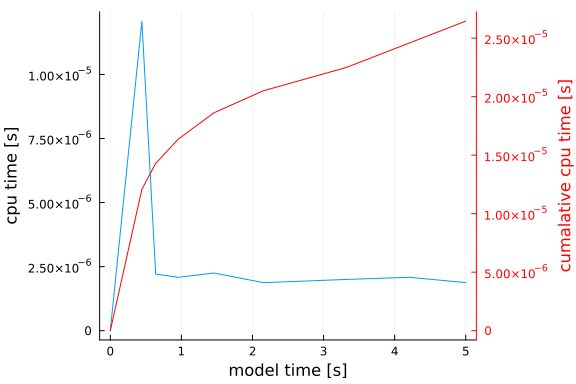 cpu time [s]
1.00×10⁻⁵
7.50×10⁻⁶
5.00×10⁻⁶
2.50×10⁻⁶
0
0 1 2 3 4 5
model time [s]
2.50×10⁻⁵
2.00×10⁻⁵
1.50×10⁻⁵
1.00×10⁻⁵
5.00×10⁻⁶
0
cumalative cpu time [s]